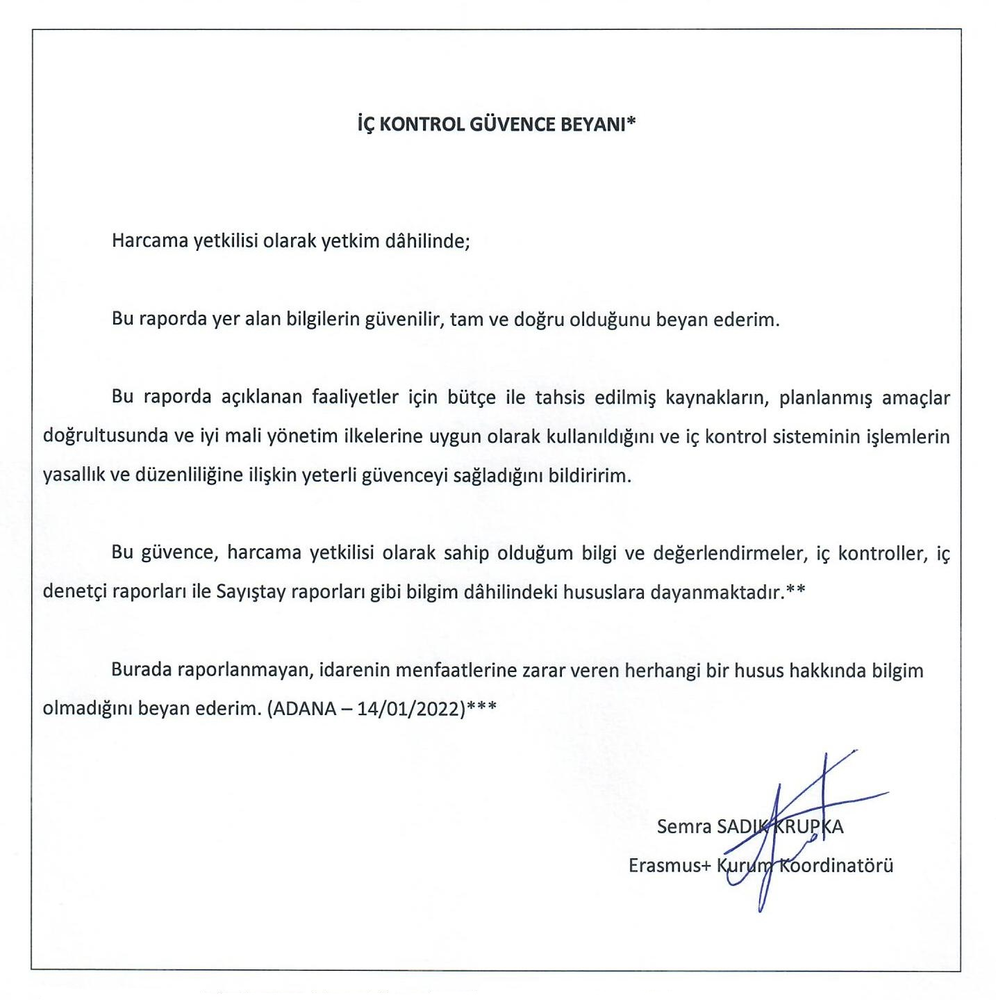 İÇ KONTROL GÜVENCE BEYANI*
Harcama yetkilisi olarak yetkim dâhilinde;
Bu raporda yer alan bilgilerin güvenilir, tam ve doğru olduğunu beyan ederim.
Bu raporda açıklanan faaliyetler için bütçe ile tahsis edilmiş kaynakların, planlanmış amaçlar
doğrultusunda ve iyi mali yönetim ilkelerine uygun olarak kullanıldığını ve iç kontrol sisteminin işlemlerin
yasallık ve düzenliliğine ilişkin yeterli güvenceyi sağladığını bildiririm.
Bu güvence, harcama yetkilisi olarak sahip olduğum bilgi ve değerlendirmeler, iç kontroller, iç
denetçi raporları ile Sayıştay raporları gibi bilgim dâhilindeki hususlara dayanmaktadır.**
Burada raporlanmayan, idarenin menfaatlerine zarar veren herhangi bir husus hakkında bilgim
olmadığını beyan ederim. (ADANA – 14/01/2022)***
Semra SADIK KRUPKA
Erasmus+ Kurum Koordinatörü